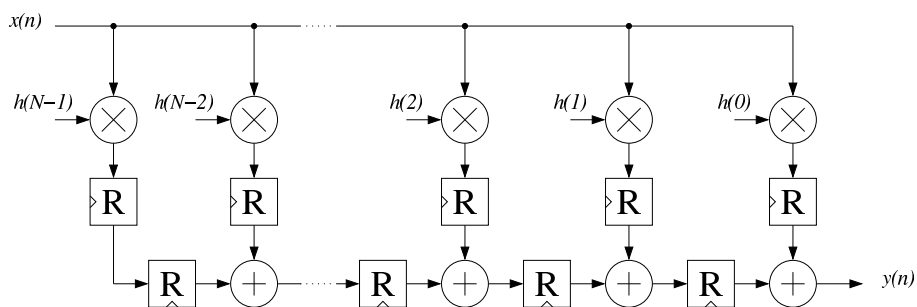 x(n)
h(N−1) h(N−2) h(2) h(1) h(0)
R R R R R
R R R R y(n)